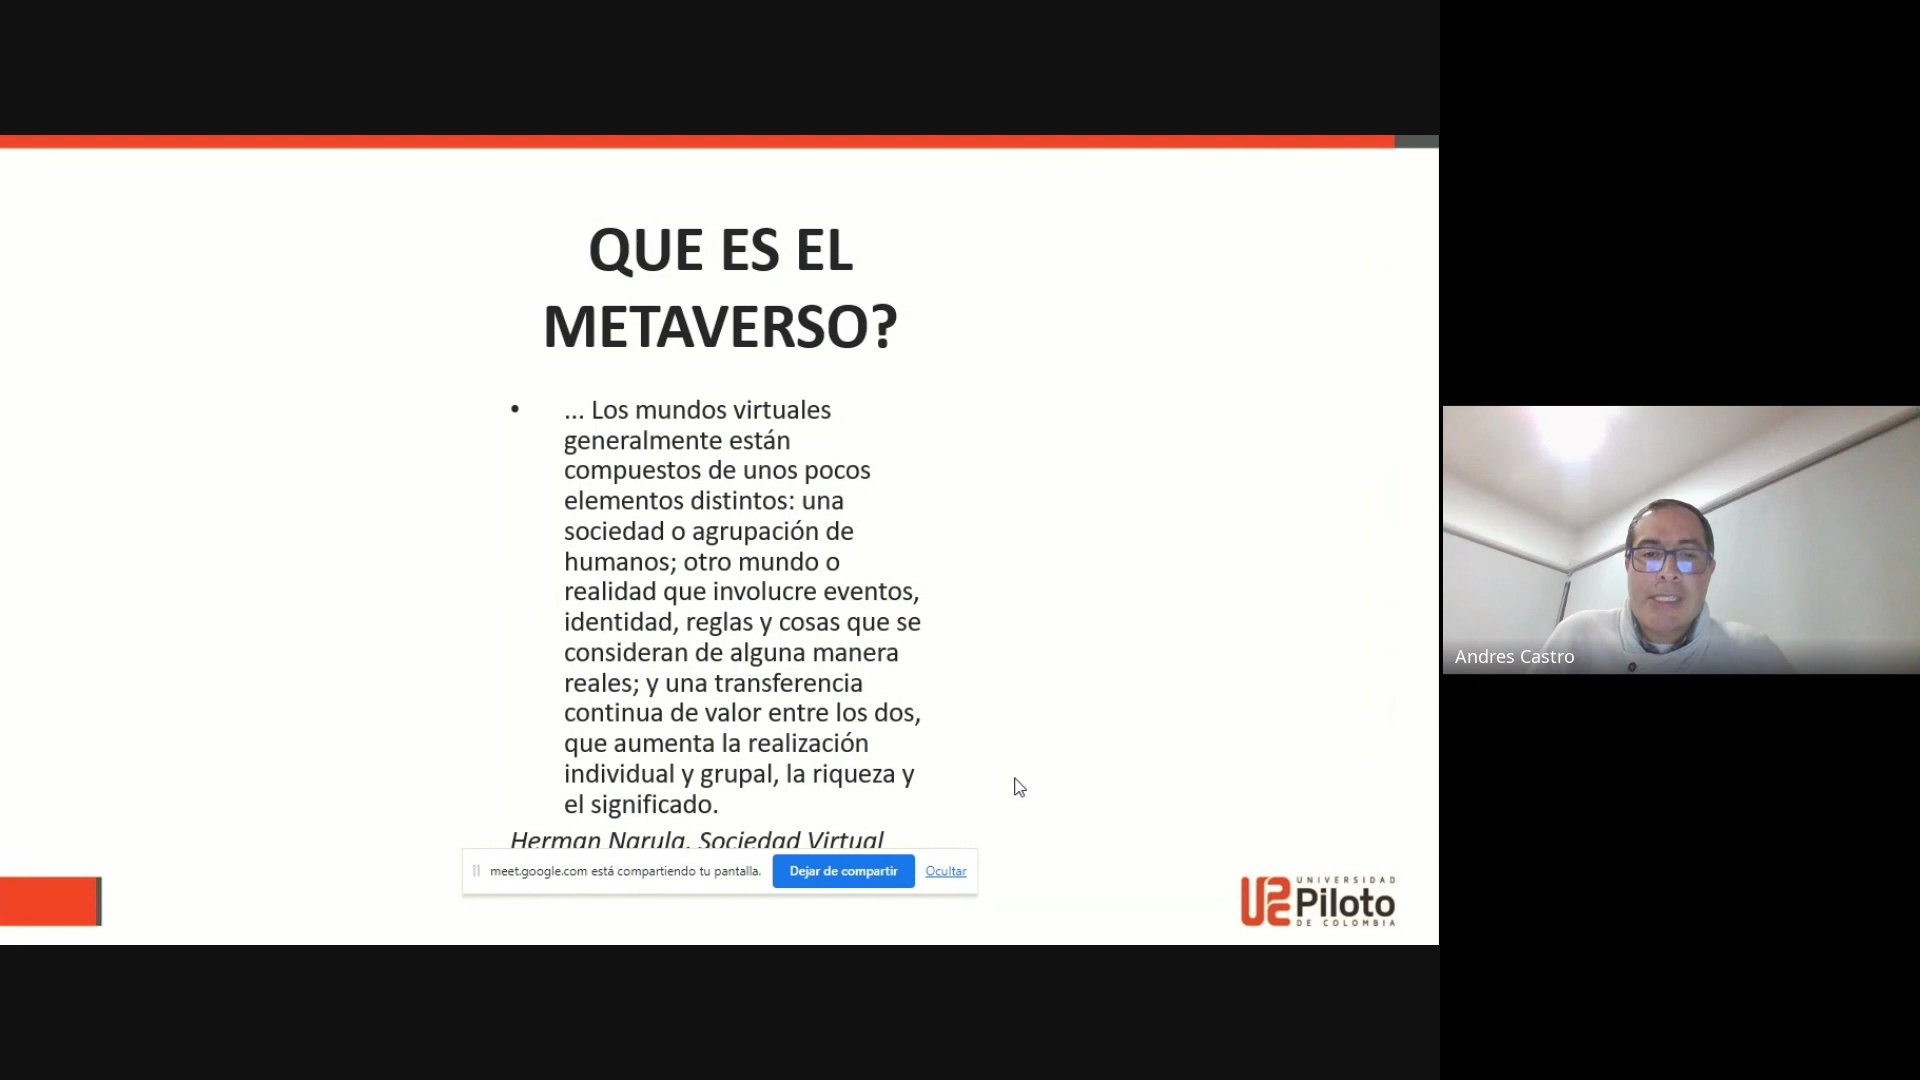 QUE ES EL
METAVERSO?
• ... Los mundos virtuales
generalmente están
compuestos de unos pocos
elementos distintos: una
sociedad o agrupación de
humanos; otro mundo o
realidad que involucre eventos,
identidad, reglas y cosas que se
consideran de alguna manera
reales; y una transferencia
continua de valor entre los dos,
que aumenta la realización
individual y grupal, la riqueza y
el significado.
Herman Narula, Sociedad Virtual
meet.google.com está compartiendo tu pantalla.
Dejar de compartir
Ocultar
UNIVERSIDAD
Piloto
DE COLOMBIA
Andres Castro